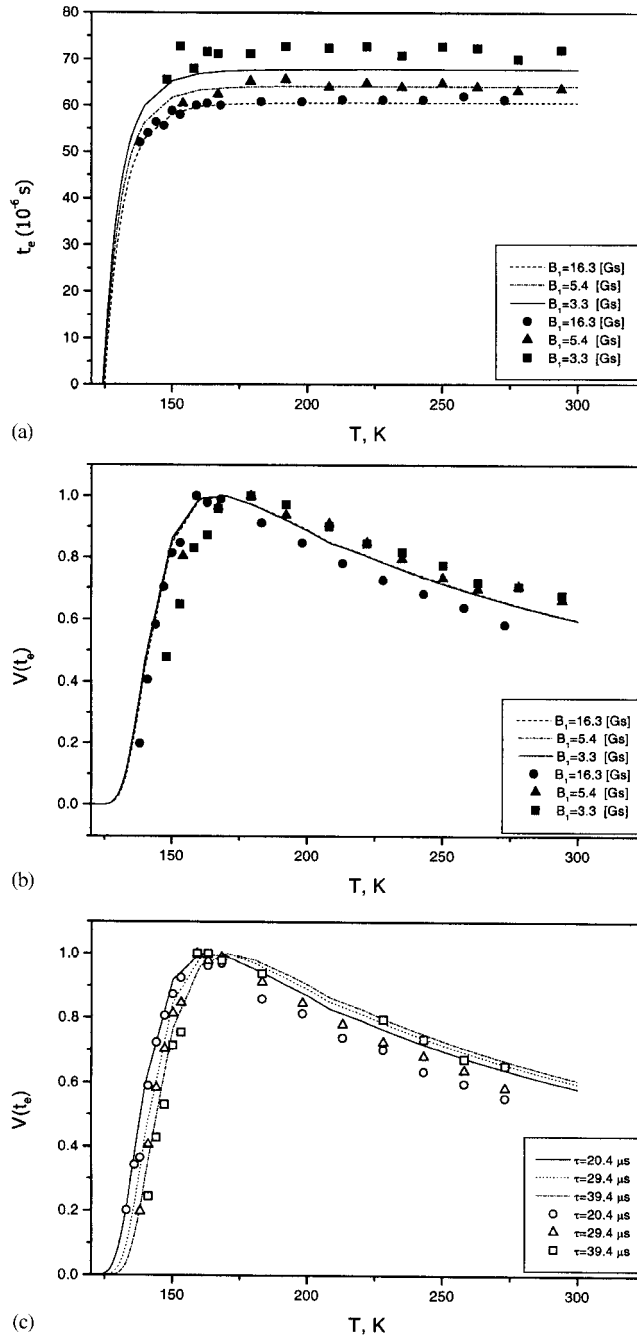 80
70
60
50
40
30
20
10
0
t_e (10⁻⁶ s)
B₁=16.3 [Gs]
B₁=5.4 [Gs]
B₁=3.3 [Gs]
B₁=16.3 [Gs]
B₁=5.4 [Gs]
B₁=3.3 [Gs]
150 200 250 300
(a)
T, K
1.0
0.8
0.6
0.4
0.2
0.0
V(t_e)
B₁=16.3 [Gs]
B₁=5.4 [Gs]
B₁=3.3 [Gs]
B₁=16.3 [Gs]
B₁=5.4 [Gs]
B₁=3.3 [Gs]
150 200 250 300
(b)
T, K
1.0
0.8
0.6
0.4
0.2
0.0
V(t_e)
τ=20.4 μs
τ=29.4 μs
τ=39.4 μs
τ=20.4 μs
τ=29.4 μs
τ=39.4 μs
150 200 250 300
(c)
T, K